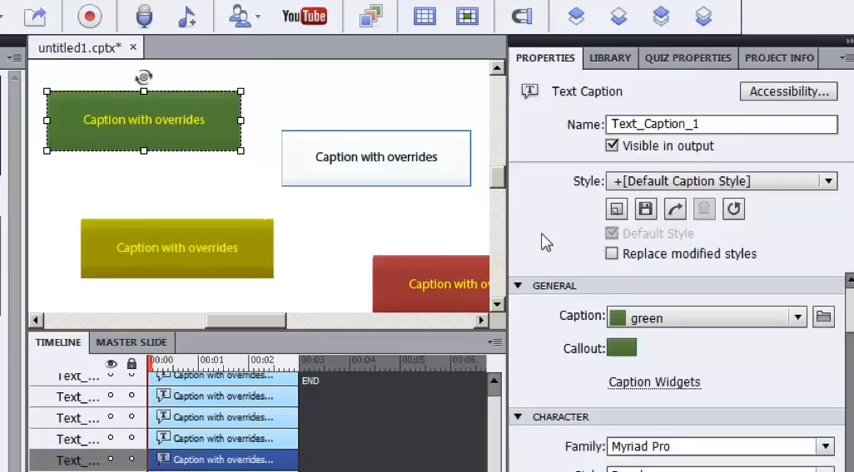 You Tube
untitled1.cptx* ×
PROPERTIES LIBRARY QUIZ PROPERTIES PROJECT INFO
Text Caption Accessibility...
Name: Text_Caption_1
Visible in output
Style: +[Default Caption Style]
Default Style
Replace modified styles
GENERAL
Caption: green
Callout:
Caption Widgets
CHARACTER
Family: Myriad Pro
Caption with overrides
Caption with overrides
Caption with overrides
Caption with ov
TIMELINE MASTER SLIDE
00:00 00:01 00:02 00:03 00:04 00:05 00:06
Text_... Caption with overrides... END
Text_... Caption with overrides...
Text_... Caption with overrides...
Text_... Caption with overrides...
Text_... Caption with overrides...